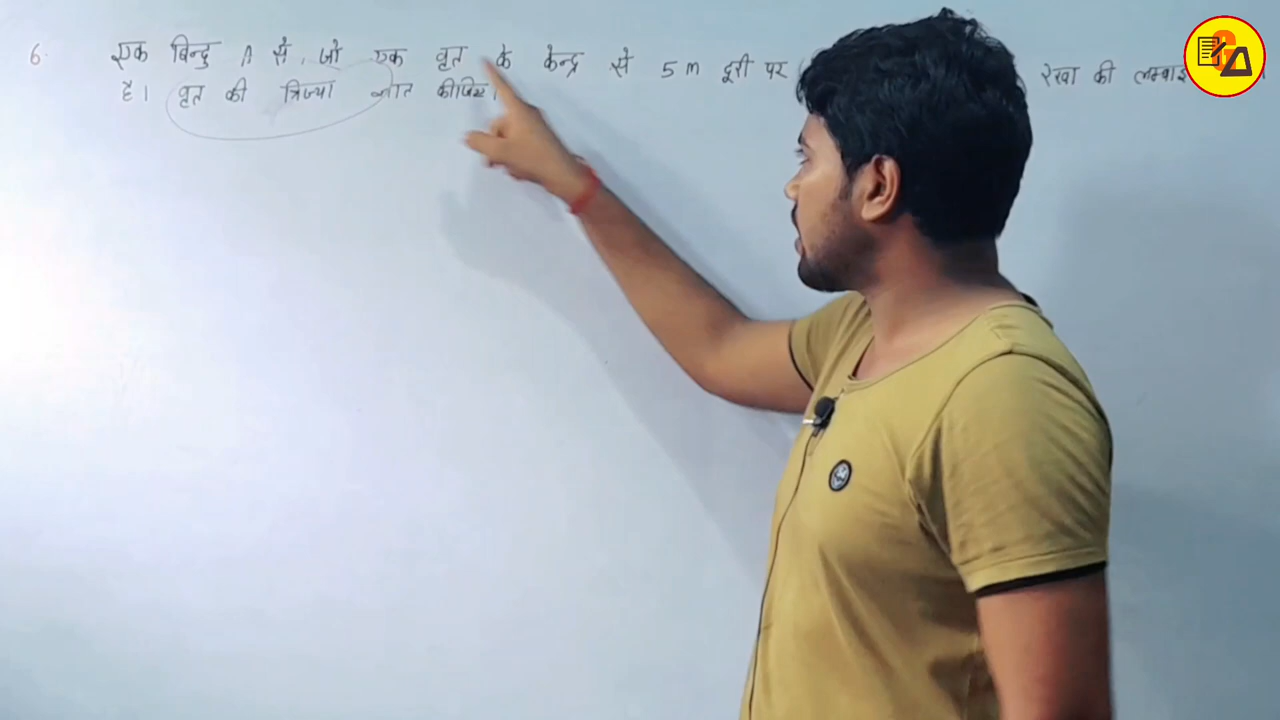 6. एक बिन्दु A से, जो एक वृत के केन्द्र से 5 m दूरी पर रेखा की लम्बाई
है। वृत की त्रिज्या ज्ञात कीजिए।